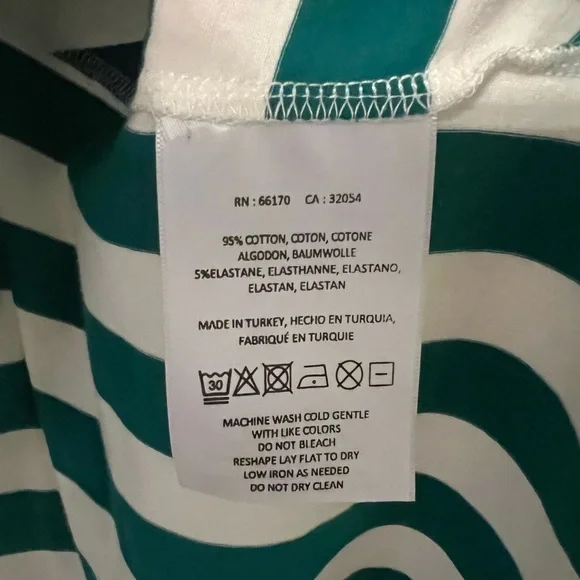 RN : 66170 CA : 32054
95% COTTON, COTON, COTONE
ALGODON, BAUMWOLLE
5%ELASTANE, ELASTHANNE, ELASTANO,
ELASTAN, ELASTAN
MADE IN TURKEY, HECHO EN TURQUIA,
FABRIQUÉ EN TURQUIE
30
MACHINE WASH COLD GENTLE
WITH LIKE COLORS
DO NOT BLEACH
RESHAPE LAY FLAT TO DRY
LOW IRON AS NEEDED
DO NOT DRY CLEAN